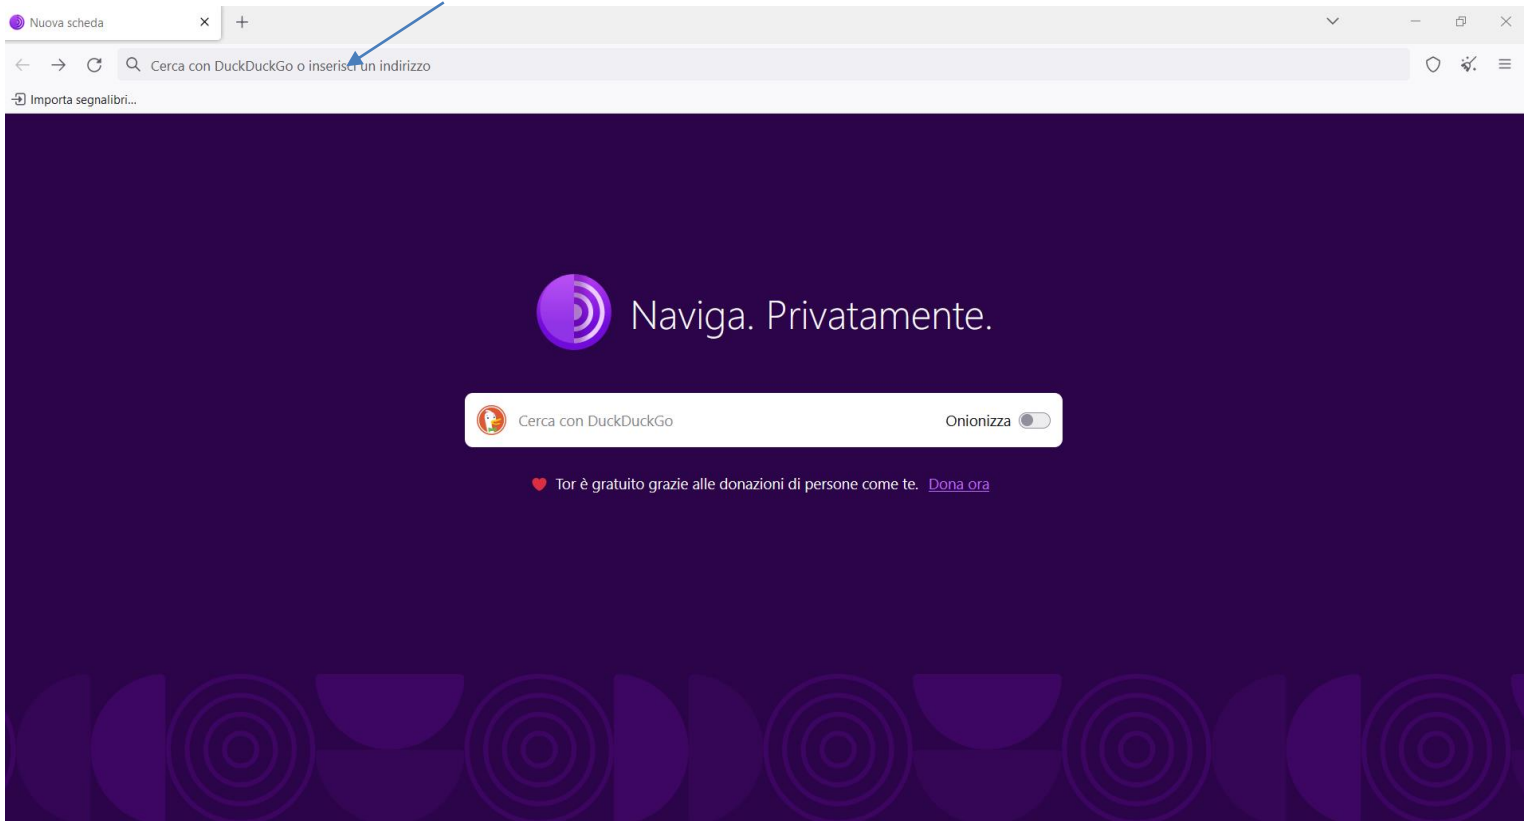 Nuova scheda
Cerca con DuckDuckGo o inserisci un indirizzo
Importa segnalibri...
Naviga. Privatamente.
Cerca con DuckDuckGo Onionizza
Tor è gratuito grazie alle donazioni di persone come te. Dona ora